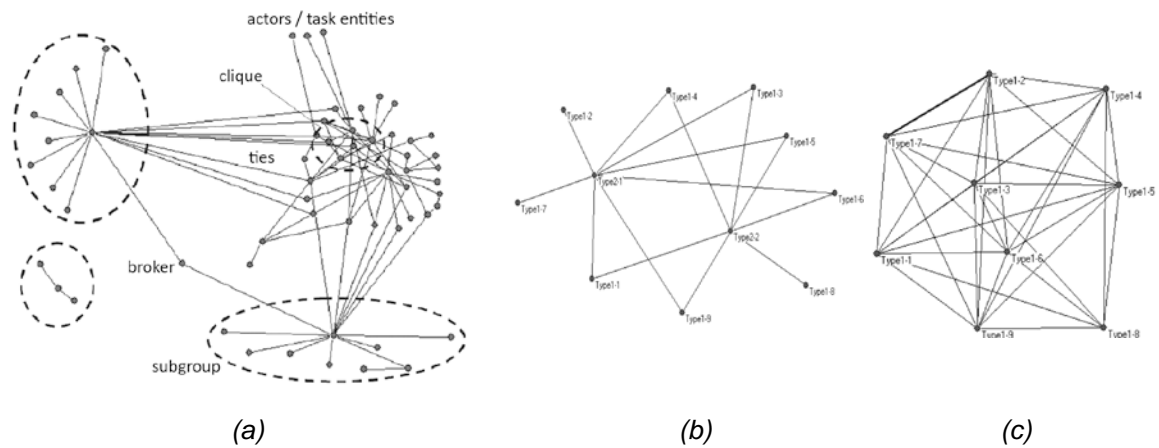 actors / task entities
clique
ties
broker
subgroup
(a)
Type1-4
Type1-3
Type1-2
Type1-5
Type2-1
Type1-6
Type1-7
Type2-2
Type1-1
Type1-8
Type1-9
(b)
Type1-2
Type1-4
Type1-7
Type1-3
Type1-5
Type1-1
Type1-6
Type1-9
Type1-8
(c)